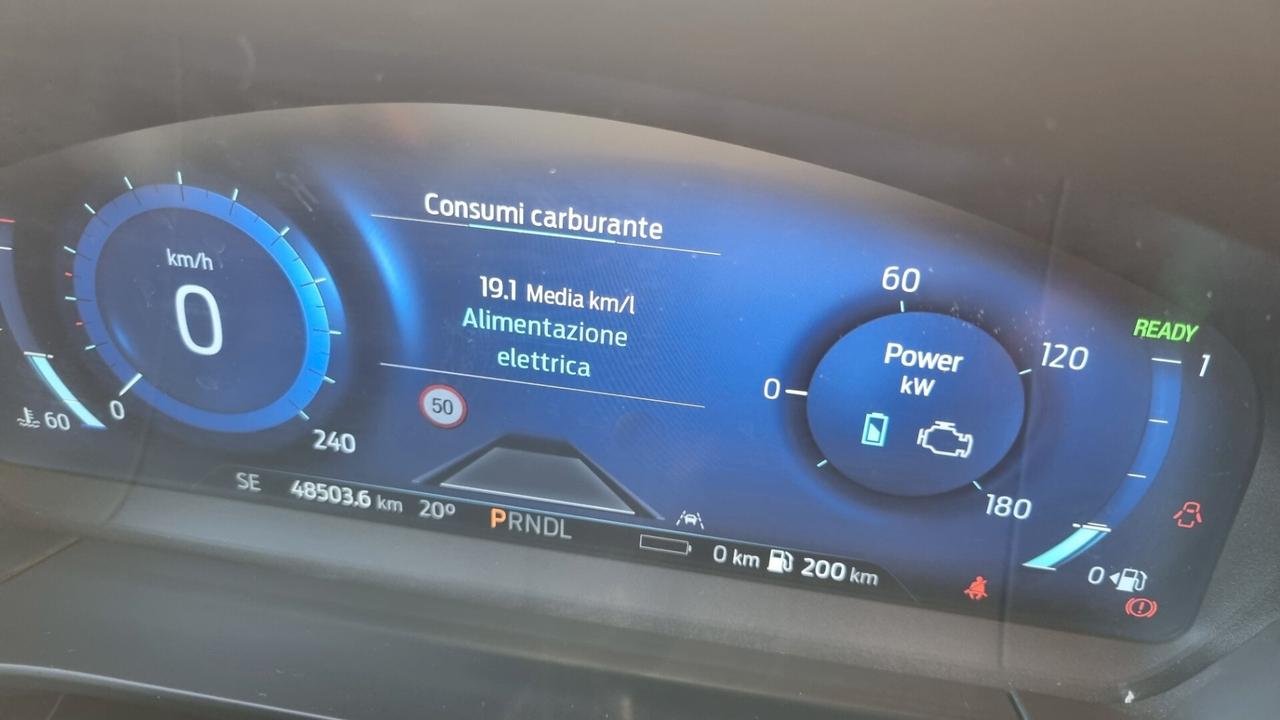 Consumi carburante
19.1 Media km/l
Alimentazione
elettrica
km/h
0
0
240
60
50
60
0
120
180
Power
kW
READY
1
0
SE 48503.6 km 20° PRNDL
0 km 200 km